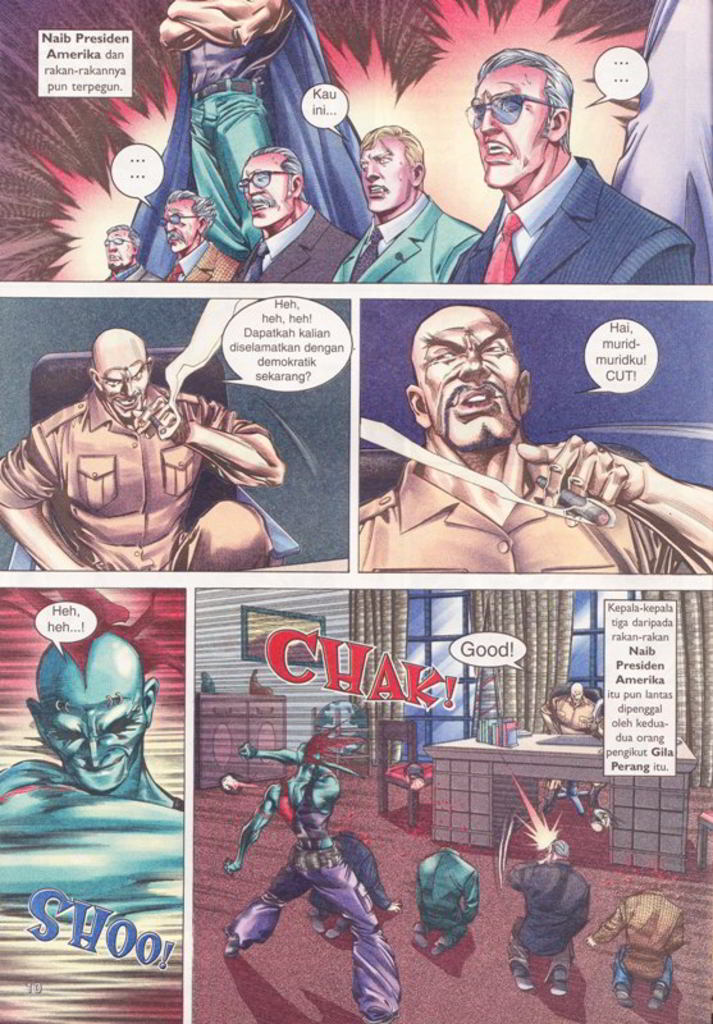 Naib Presiden
Amerika dan
rakan-rakannya
pun terpegun.
...
...
Kau
ini...
...
...
Heh,
heh, heh!
Dapatkah kalian
diselamatkan dengan
demokratik
sekarang?
Hai,
murid-
muridku!
CUT!
Heh,
heh...!
SHOO!
CHAK!
Good!
Kepala-kepala
tiga daripada
rakan-rakan
Naib
Presiden
Amerika
itu pun lantas
dipenggal
oleh kedua-
dua orang
pengikut Gila
Perang itu.
10